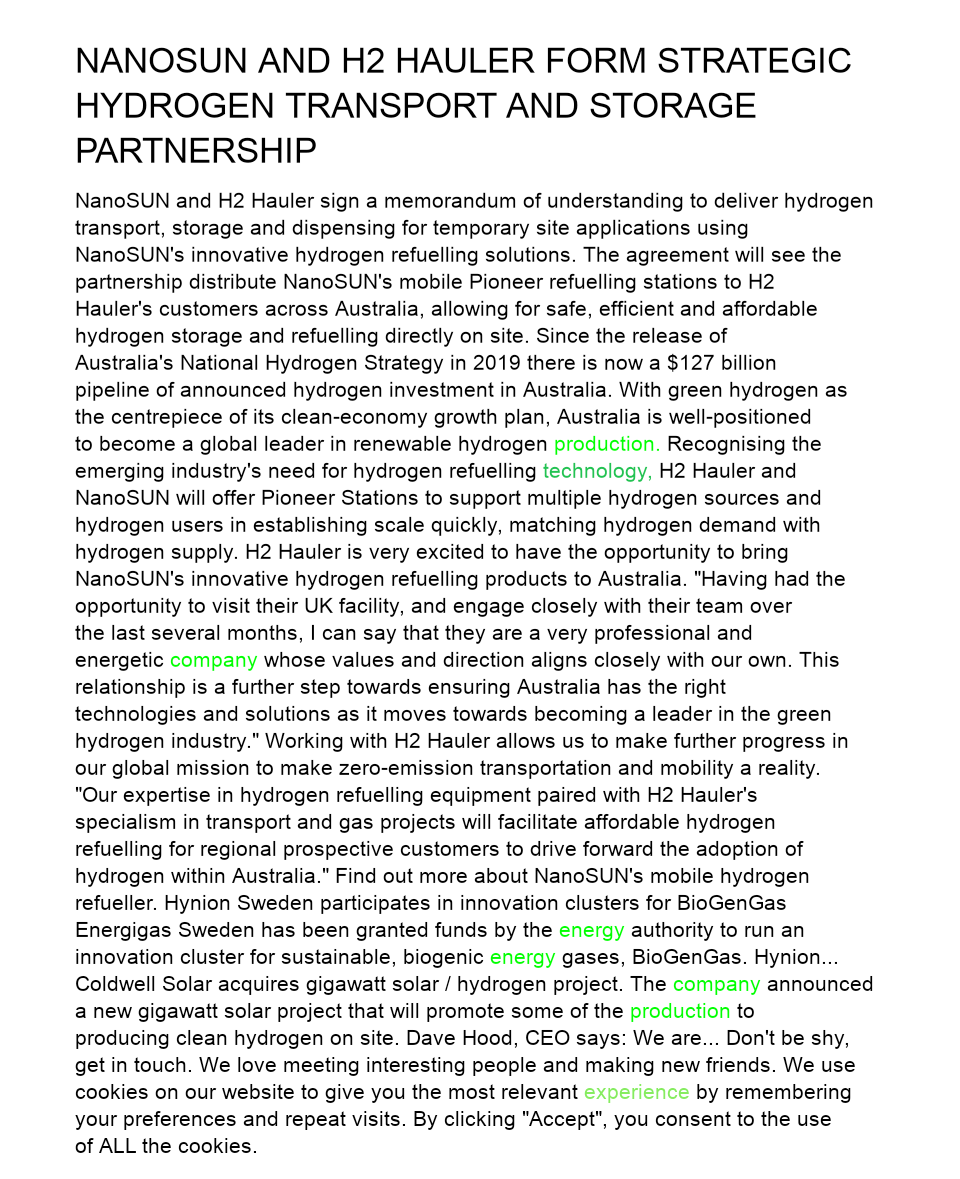 NANOSUN AND H2 HAULER FORM STRATEGIC
HYDROGEN TRANSPORT AND STORAGE
PARTNERSHIP
NanoSUN and H2 Hauler sign a memorandum of understanding to deliver hydrogen
transport, storage and dispensing for temporary site applications using
NanoSUN's innovative hydrogen refuelling solutions. The agreement will see the
partnership distribute NanoSUN's mobile Pioneer refuelling stations to H2
Hauler's customers across Australia, allowing for safe, efficient and affordable
hydrogen storage and refuelling directly on site. Since the release of
Australia's National Hydrogen Strategy in 2019 there is now a $127 billion
pipeline of announced hydrogen investment in Australia. With green hydrogen as
the centrepiece of its clean-economy growth plan, Australia is well-positioned
to become a global leader in renewable hydrogen production. Recognising the
emerging industry's need for hydrogen refuelling technology, H2 Hauler and
NanoSUN will offer Pioneer Stations to support multiple hydrogen sources and
hydrogen users in establishing scale quickly, matching hydrogen demand with
hydrogen supply. H2 Hauler is very excited to have the opportunity to bring
NanoSUN's innovative hydrogen refuelling products to Australia. "Having had the
opportunity to visit their UK facility, and engage closely with their team over
the last several months, I can say that they are a very professional and
energetic company whose values and direction aligns closely with our own. This
relationship is a further step towards ensuring Australia has the right
technologies and solutions as it moves towards becoming a leader in the green
hydrogen industry." Working with H2 Hauler allows us to make further progress in
our global mission to make zero-emission transportation and mobility a reality.
"Our expertise in hydrogen refuelling equipment paired with H2 Hauler's
specialism in transport and gas projects will facilitate affordable hydrogen
refuelling for regional prospective customers to drive forward the adoption of
hydrogen within Australia." Find out more about NanoSUN's mobile hydrogen
refueller. Hynion Sweden participates in innovation clusters for BioGenGas
Energigas Sweden has been granted funds by the energy authority to run an
innovation cluster for sustainable, biogenic energy gases, BioGenGas. Hynion...
Coldwell Solar acquires gigawatt solar / hydrogen project. The company announced
a new gigawatt solar project that will promote some of the production to
producing clean hydrogen on site. Dave Hood, CEO says: We are... Don't be shy,
get in touch. We love meeting interesting people and making new friends. We use
cookies on our website to give you the most relevant experience by remembering
your preferences and repeat visits. By clicking "Accept", you consent to the use
of ALL the cookies.